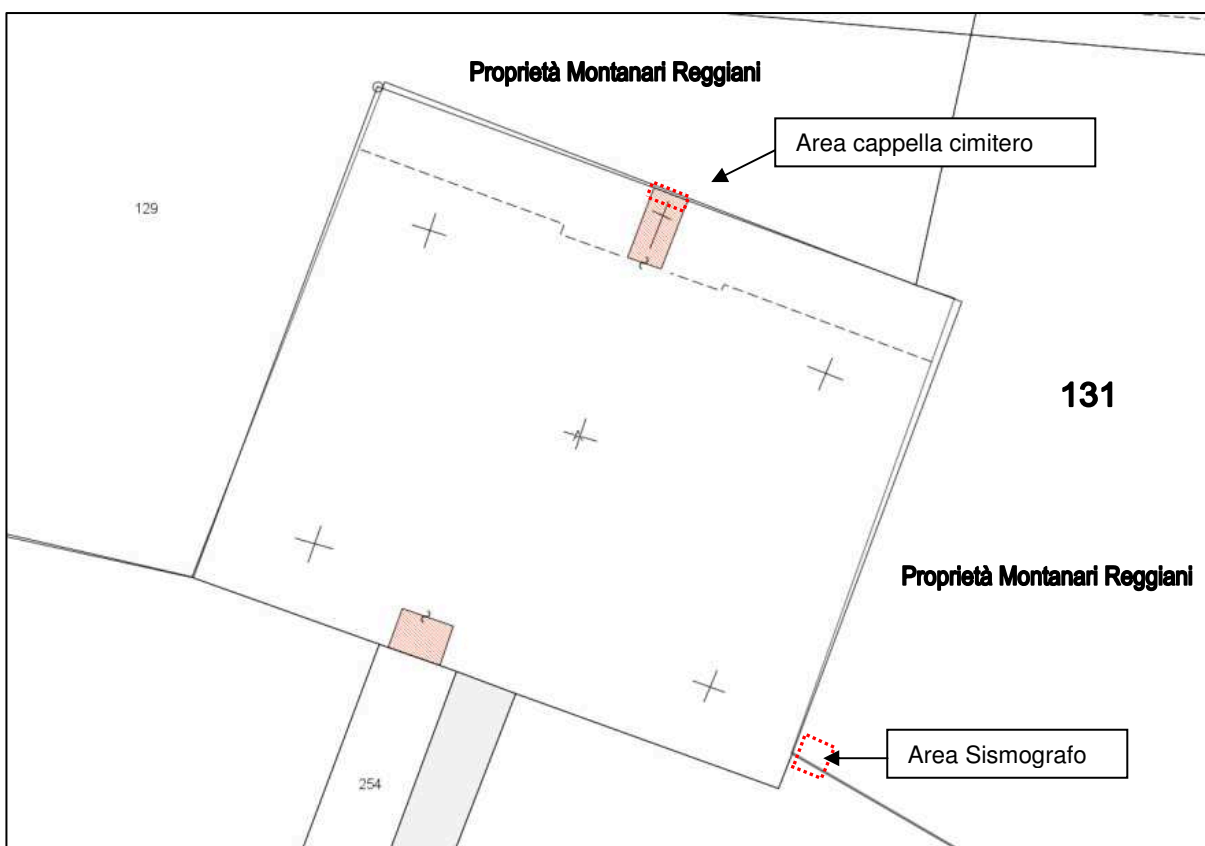 Proprietà Montanari Reggiani
Area cappella cimitero
129
131
Proprietà Montanari Reggiani
Area Sismografo
254